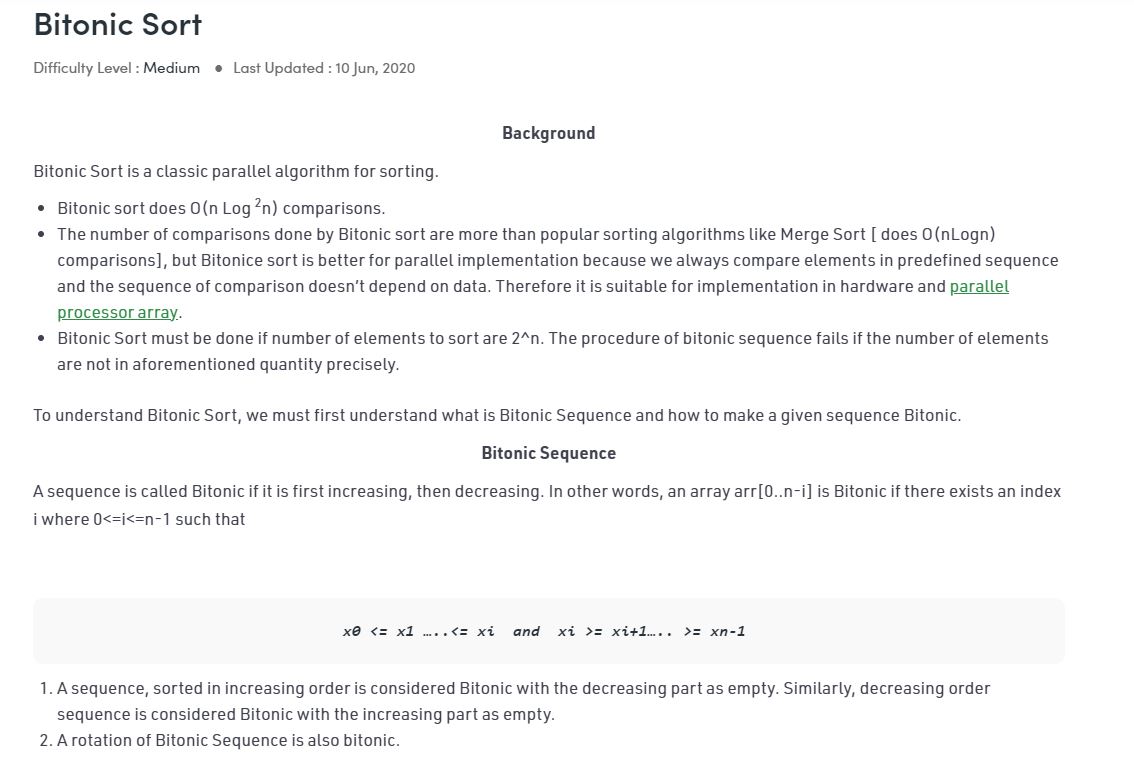 Bitonic Sort
Difficulty Level : Medium ● Last Updated : 10 Jun, 2020
Background
Bitonic Sort is a classic parallel algorithm for sorting.
• Bitonic sort does O(n Log ²n) comparisons.
• The number of comparisons done by Bitonic sort are more than popular sorting algorithms like Merge Sort [ does O(nLogn)
comparisons], but Bitonice sort is better for parallel implementation because we always compare elements in predefined sequence
and the sequence of comparison doesn't depend on data. Therefore it is suitable for implementation in hardware and parallel
processor array.
• Bitonic Sort must be done if number of elements to sort are 2^n. The procedure of bitonic sequence fails if the number of elements
are not in aforementioned quantity precisely.
To understand Bitonic Sort, we must first understand what is Bitonic Sequence and how to make a given sequence Bitonic.
Bitonic Sequence
A sequence is called Bitonic if it is first increasing, then decreasing. In other words, an array arr[0..n-i] is Bitonic if there exists an index
i where 0<=i<=n-1 such that
x0 <= x1 …..<= xi and xi >= xi+1….. >= xn-1
1. A sequence, sorted in increasing order is considered Bitonic with the decreasing part as empty. Similarly, decreasing order
sequence is considered Bitonic with the increasing part as empty.
2. A rotation of Bitonic Sequence is also bitonic.